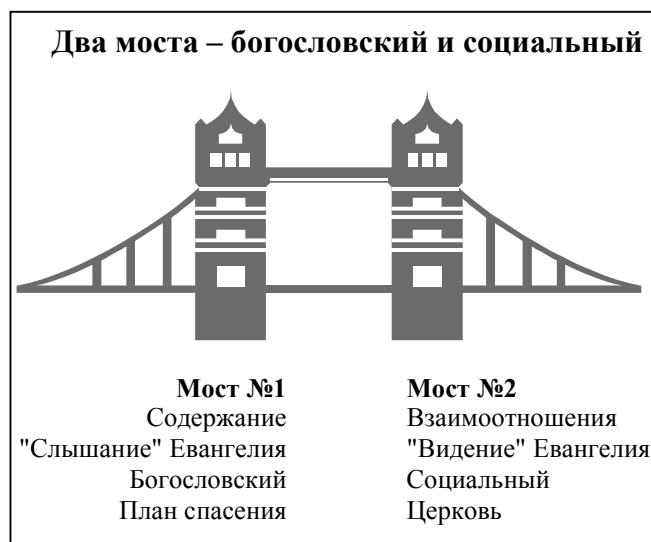 Два моста – богословский и социальный
Мост №1
Содержание
"Слышание" Евангелия
Богословский
План спасения
Мост №2
Взаимоотношения
"Видение" Евангелия
Социальный
Церковь